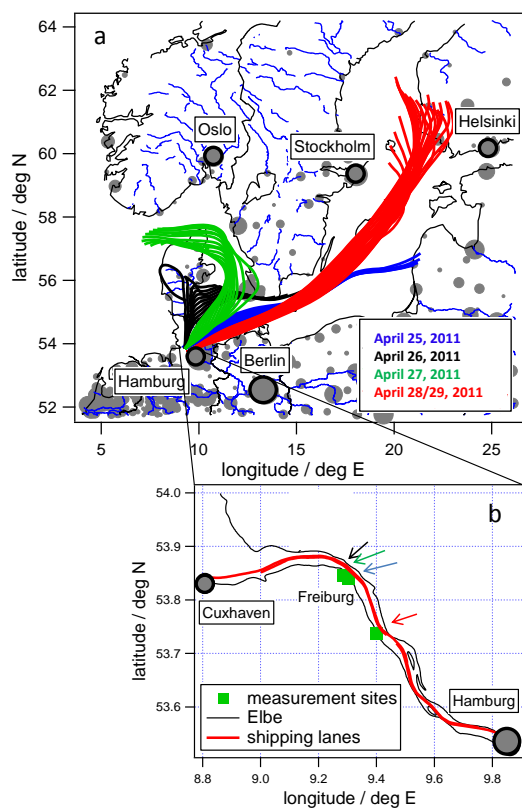 a
64
62
60
58
56
54
52
latitude / deg N
Oslo
Stockholm
Helsinki
Hamburg
Berlin
April 25, 2011
April 26, 2011
April 27, 2011
April 28/29, 2011
5
10
15
20
25
longitude / deg E
b
54.0
53.9
53.8
53.7
53.6
latitude / deg N
Cuxhaven
Freiburg
Hamburg
measurement sites
Elbe
shipping lanes
8.8
9.0
9.2
9.4
9.6
9.8
longitude / deg E